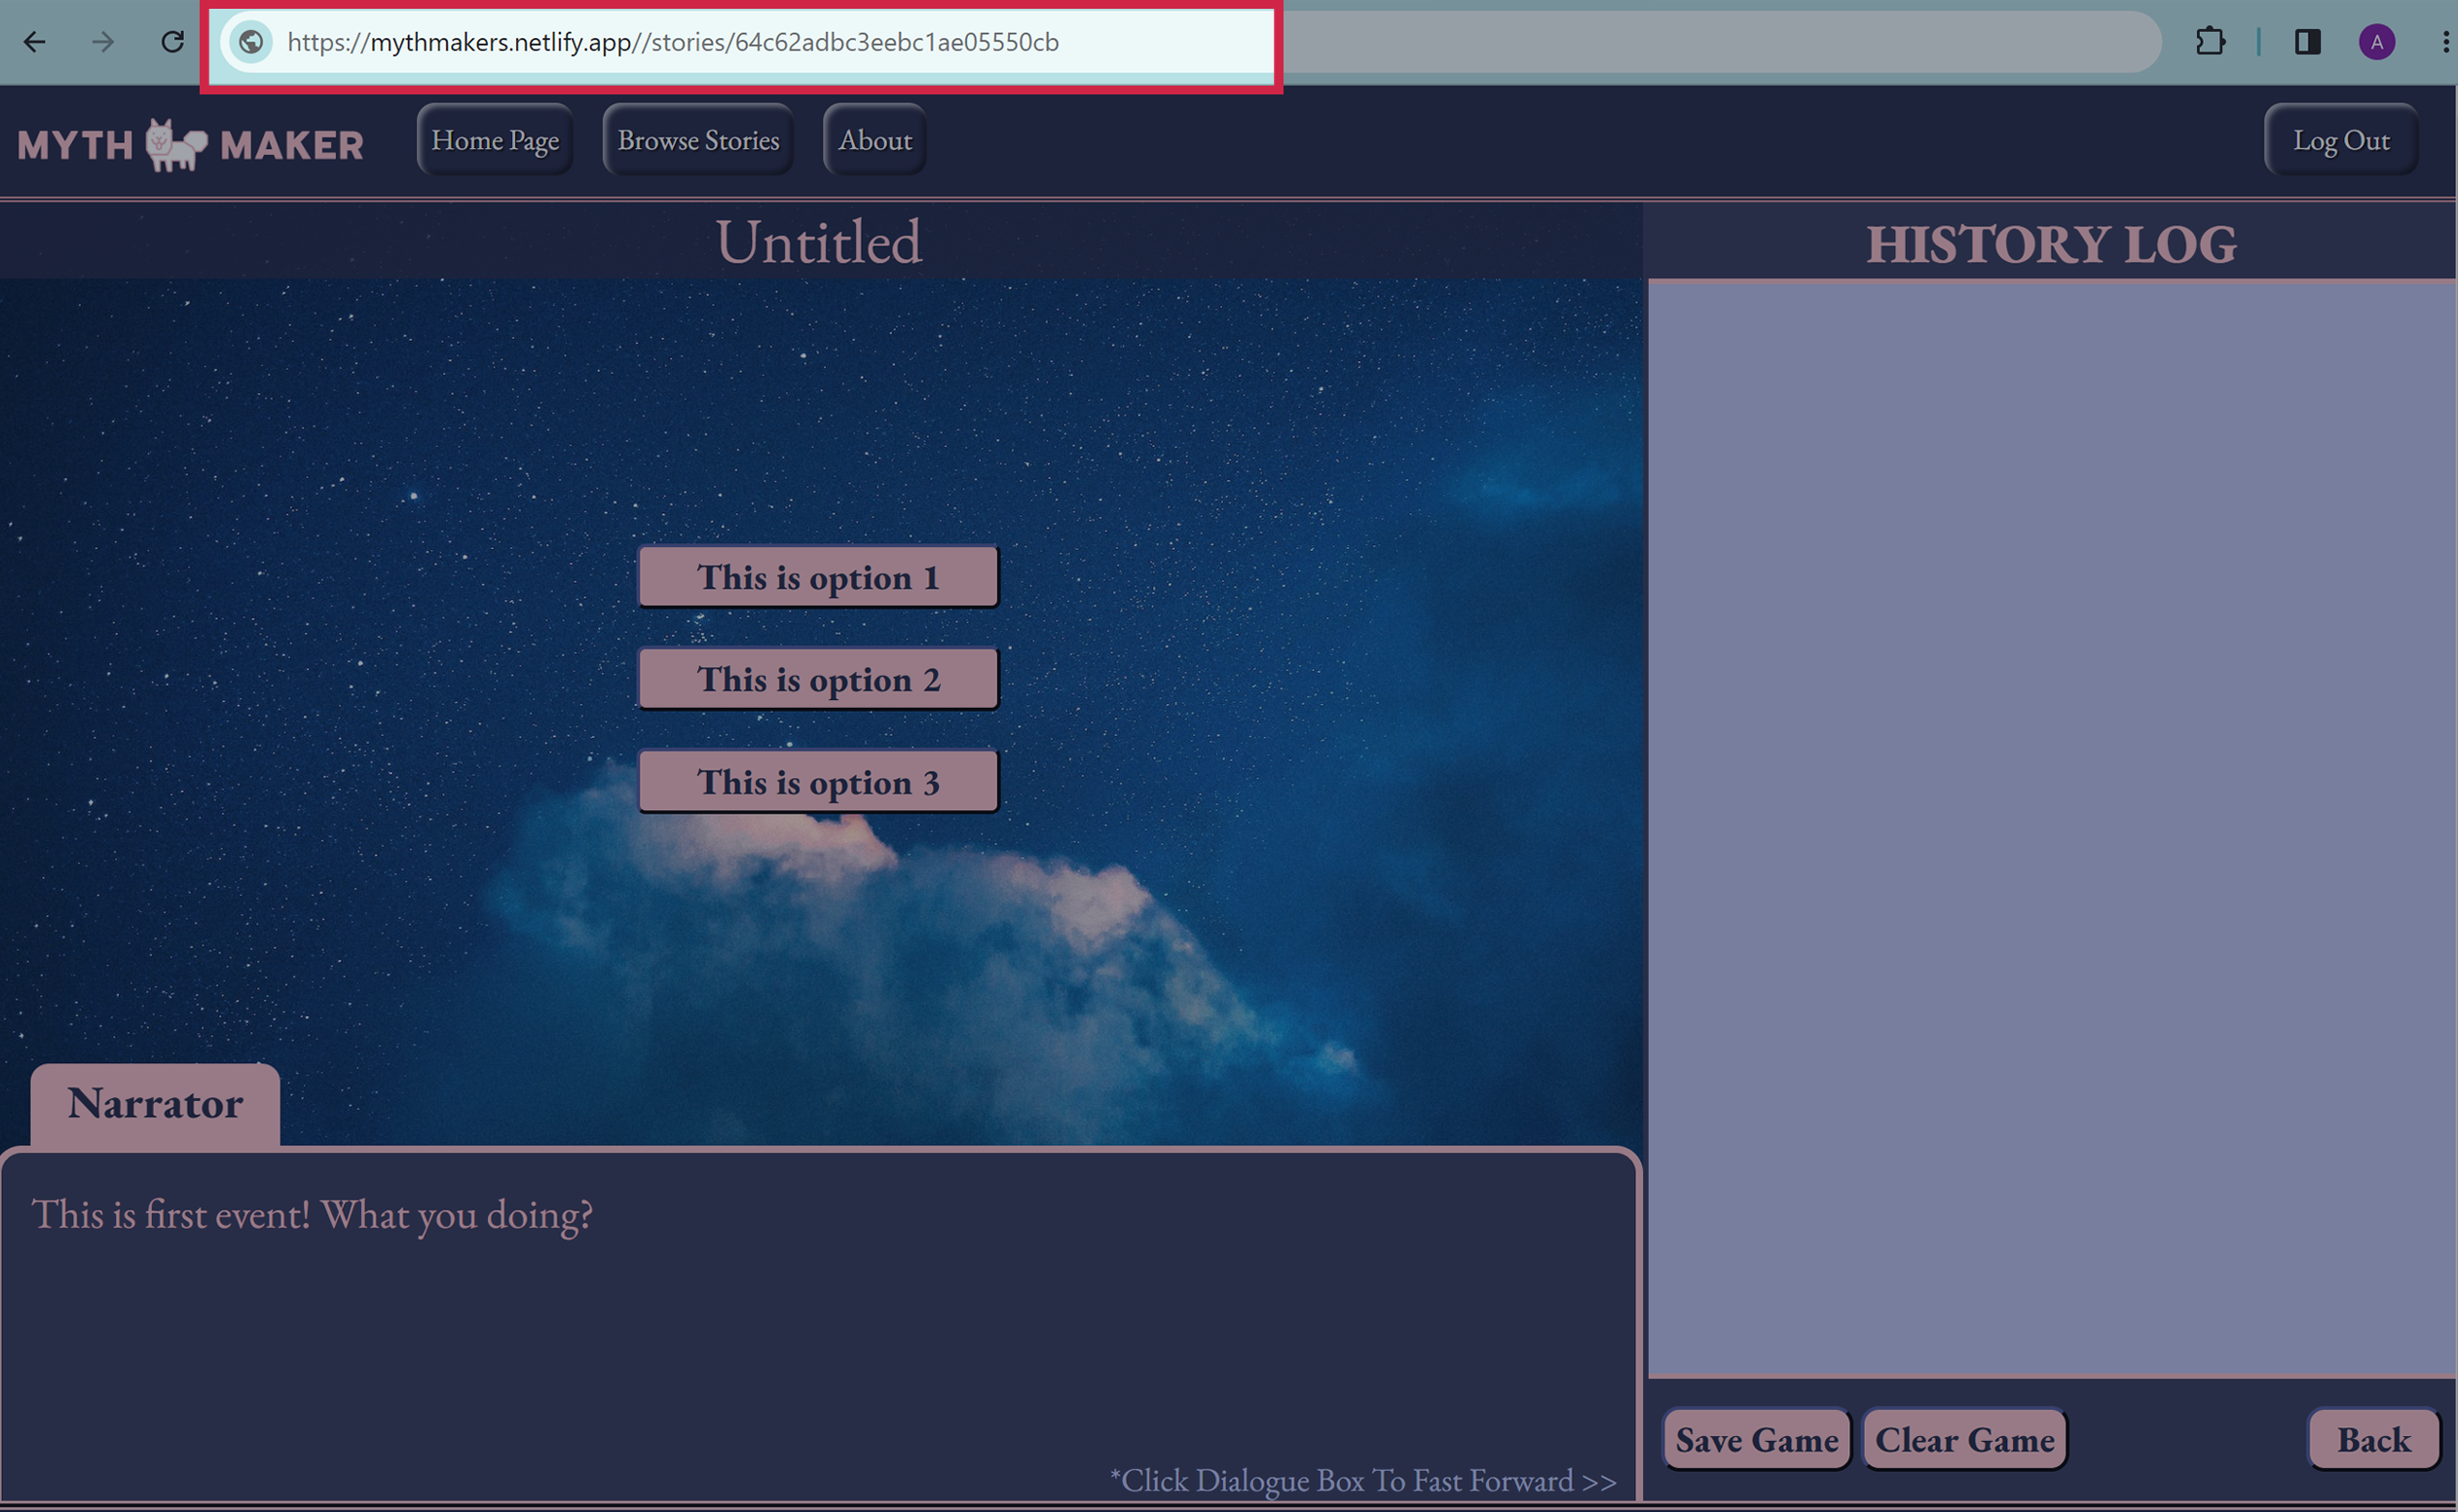 https://mythmakers.netlify.app//stories/64c62adbc3eebc1ae05550cb
A
MYTH MAKER
Home Page
Browse Stories
About
Log Out
Untitled
HISTORY LOG
This is option 1
This is option 2
This is option 3
Narrator
This is first event! What you doing?
*Click Dialogue Box To Fast Forward >>
Save Game
Clear Game
Back